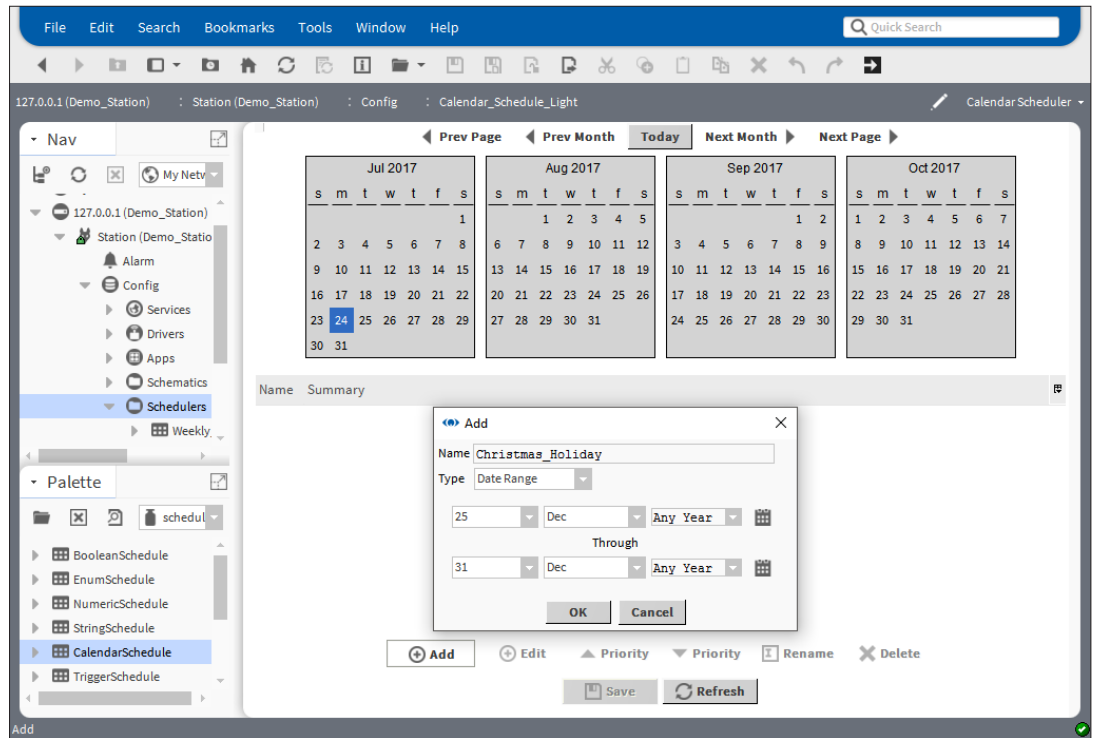 File Edit Search Bookmarks Tools Window Help
Quick Search
127.0.0.1 (Demo_Station) : Station (Demo_Station) : Config : Calendar_Schedule_Light
Calendar Scheduler
Nav
My Netv
127.0.0.1 (Demo_Station)
Station (Demo_Statio
Alarm
Config
Services
Drivers
Apps
Schematics
Schedulers
Weekly_
Palette
schedul
BooleanSchedule
EnumSchedule
NumericSchedule
StringSchedule
CalendarSchedule
TriggerSchedule
Prev Page Prev Month Today Next Month Next Page
Jul 2017
s m t w t f s
1
2 3 4 5 6 7 8
9 10 11 12 13 14 15
16 17 18 19 20 21 22
23 24 25 26 27 28 29
30 31
Aug 2017
s m t w t f s
1 2 3 4 5
6 7 8 9 10 11 12
13 14 15 16 17 18 19
20 21 22 23 24 25 26
27 28 29 30 31
Sep 2017
s m t w t f s
1 2
3 4 5 6 7 8 9
10 11 12 13 14 15 16
17 18 19 20 21 22 23
24 25 26 27 28 29 30
Oct 2017
s m t w t f s
1 2 3 4 5 6 7
8 9 10 11 12 13 14
15 16 17 18 19 20 21
22 23 24 25 26 27 28
29 30 31
Name Summary
Add
Name Christmas_Holiday
Type Date Range
25 Dec Any Year
Through
31 Dec Any Year
OK Cancel
Add Edit Priority Priority Rename Delete
Save Refresh
Add